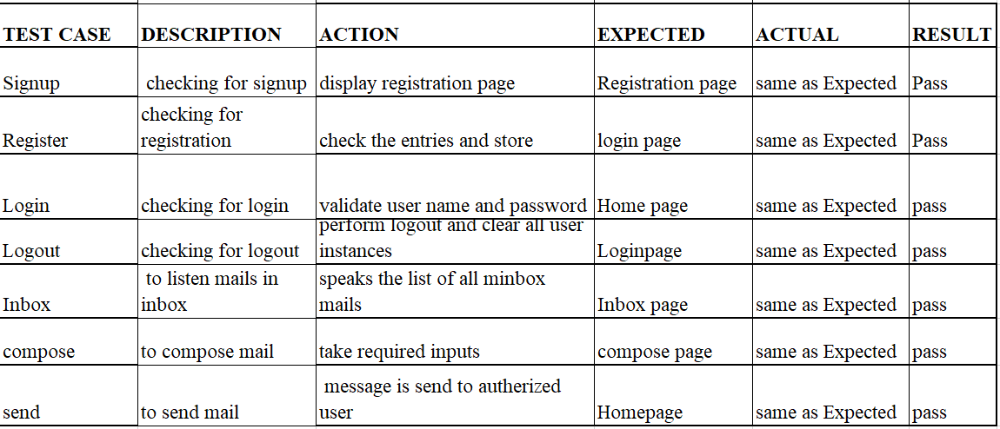 TEST CASE DESCRIPTION ACTION EXPECTED ACTUAL RESULT
Signup checking for signup display registration page Registration page same as Expected Pass
checking for
Register registration check the entries and store login page same as Expected Pass
Login checking for login validate user name and password Home page same as Expected pass
perform logout and clear all user
Logout checking for logout instances Loginpage same as Expected pass
to listen mails in speaks the list of all minbox
Inbox inbox mails Inbox page same as Expected pass
compose to compose mail take required inputs compose page same as Expected pass
message is send to autherized
send to send mail user Homepage same as Expected pass